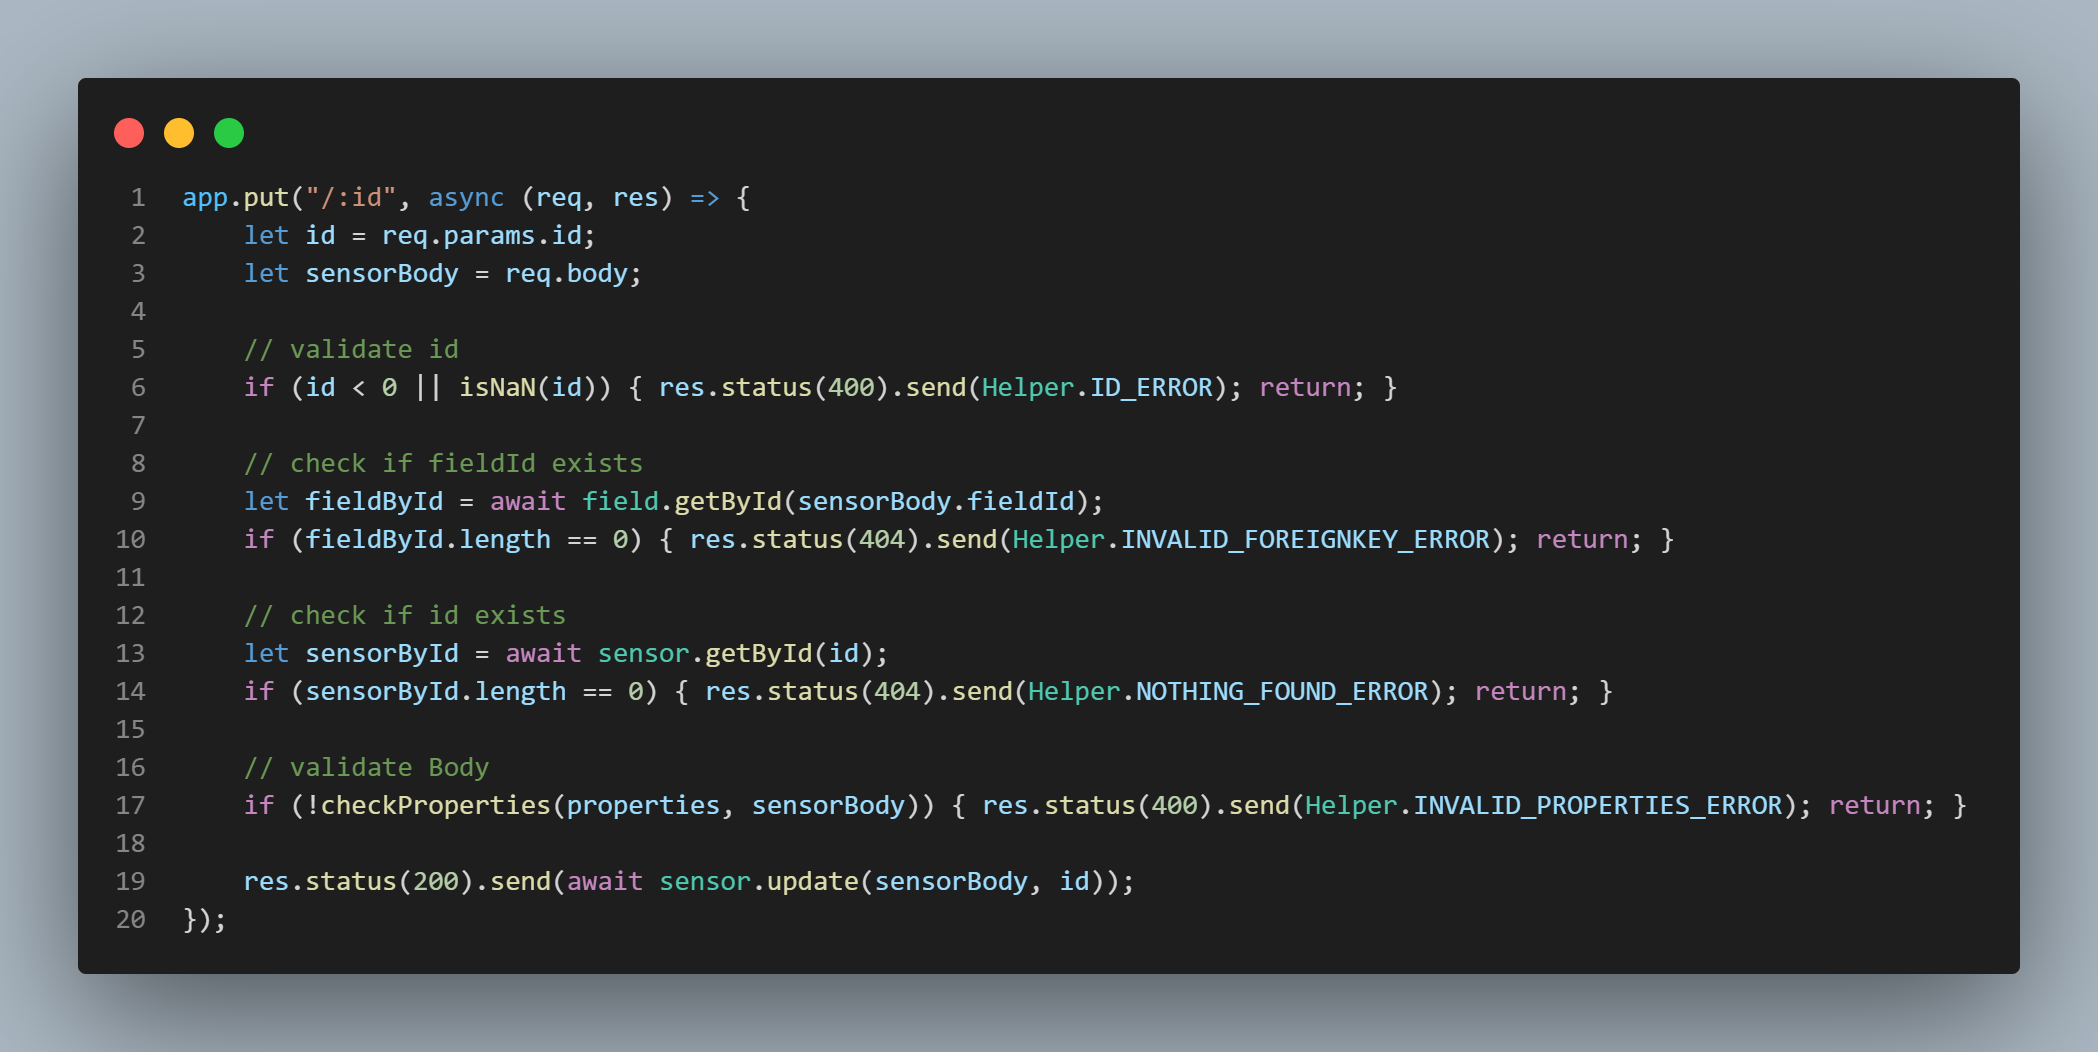 1 app.put("/:id", async (req, res) => {
2     let id = req.params.id;
3     let sensorBody = req.body;
4
5     // validate id
6     if (id < 0 || isNaN(id)) { res.status(400).send(Helper.ID_ERROR); return; }
7
8     // check if fieldId exists
9     let fieldById = await field.getById(sensorBody.fieldId);
10     if (fieldById.length == 0) { res.status(404).send(Helper.INVALID_FOREIGNKEY_ERROR); return; }
11
12     // check if id exists
13     let sensorById = await sensor.getById(id);
14     if (sensorById.length == 0) { res.status(404).send(Helper.NOTHING_FOUND_ERROR); return; }
15
16     // validate Body
17     if (!checkProperties(properties, sensorBody)) { res.status(400).send(Helper.INVALID_PROPERTIES_ERROR); return; }
18
19     res.status(200).send(await sensor.update(sensorBody, id));
20 });